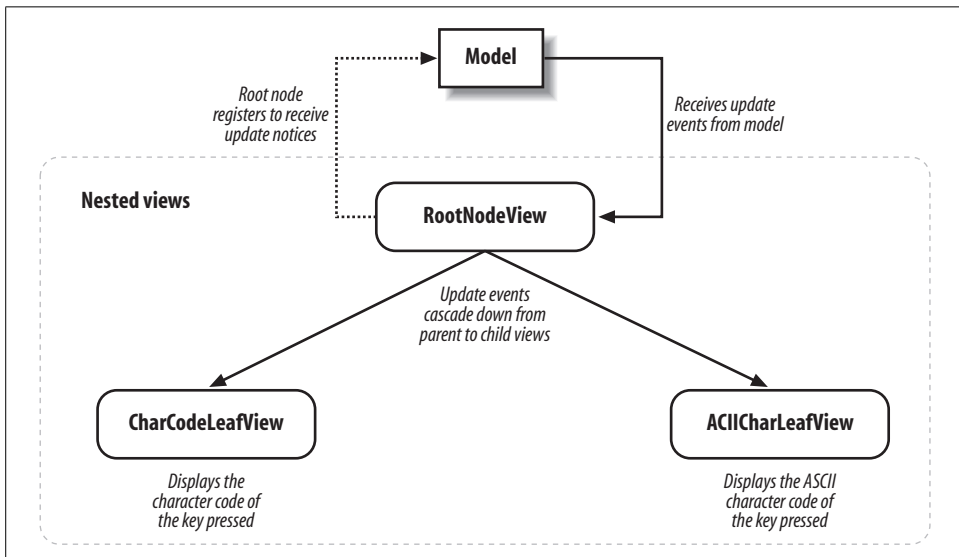 Model
Root node
registers to receive
update notices
Receives update
events from model
Nested views
RootNodeView
Update events
cascade down from
parent to child views
CharCodeLeafView
ACIICharLeafView
Displays the
character code of
the key pressed
Displays the ASCII
character code of
the key pressed